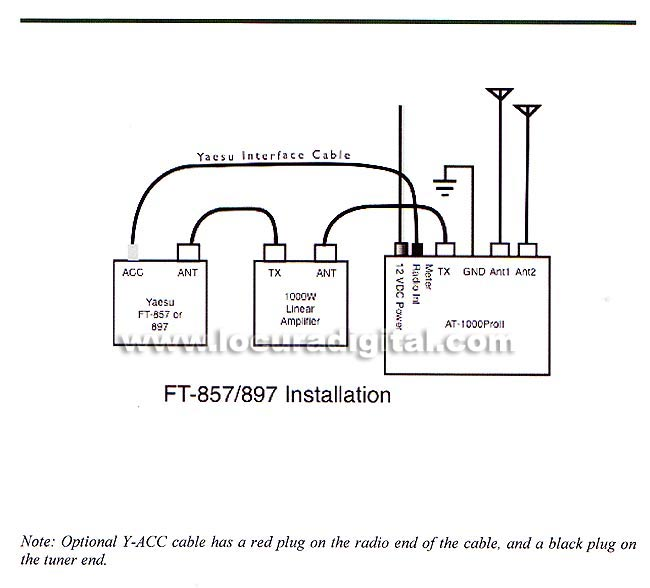 Yaesu Interface Cable
ACC
ANT
TX
ANT
12 VDC Power
Radio Int
Meter
TX
GND
Ant1
Ant2
Yaesu
FT-857 or
897
1000W
Linear
Amplifier
AT-1000ProII
www.locuradigital.com
FT-857/897 Installation
Note: Optional Y-ACC cable has a red plug on the radio end of the cable, and a black plug on
the tuner end.